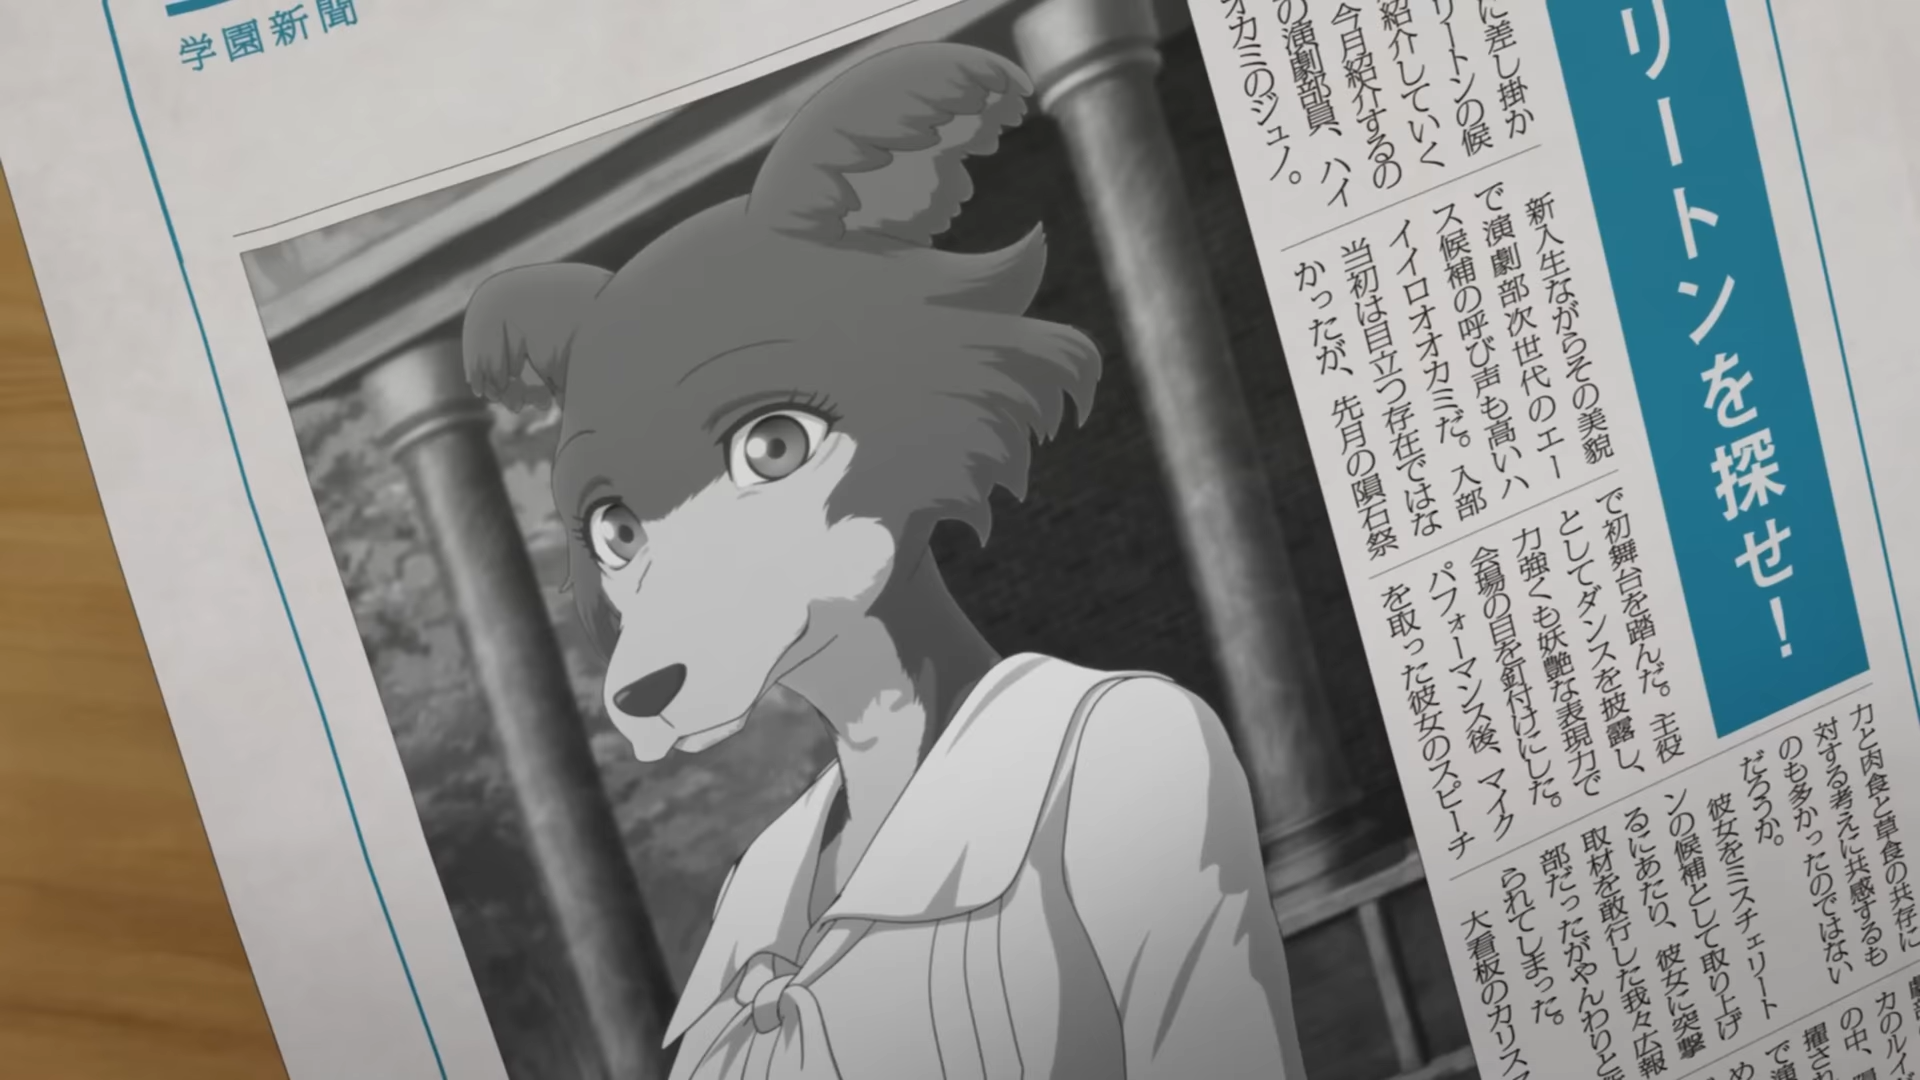 学園新聞
リートンを探せ！
に差し掛か
リートンの候
紹介していく
今月紹介するの
の演劇部員、ハイ
オカミのジュノ。
新入生ながらその美貌
で演劇部次世代のエー
ス候補の呼び声も高いハ
イイロオオカミだ。入部
当初は目立つ存在ではな
かったが、先月の隕石祭
で初舞台を踏んだ。主役
としてダンスを披露し、
力強くも妖艶な表現力で
会場の目を釘付けにした。
パフォーマンス後、マイク
を取った彼女のスピーチ
力と肉食と草食の共存に
対する考えに共感するも
のも多かったのではない
だろうか。
彼女をミスチェリート
ンの候補として取り上げ
るにあたり、彼女に突撃
取材を敢行した我々広報
部だったがやんわりと断
られてしまった。
大看板のカリス
カのルイ
の中、隕
擢され
で演
め